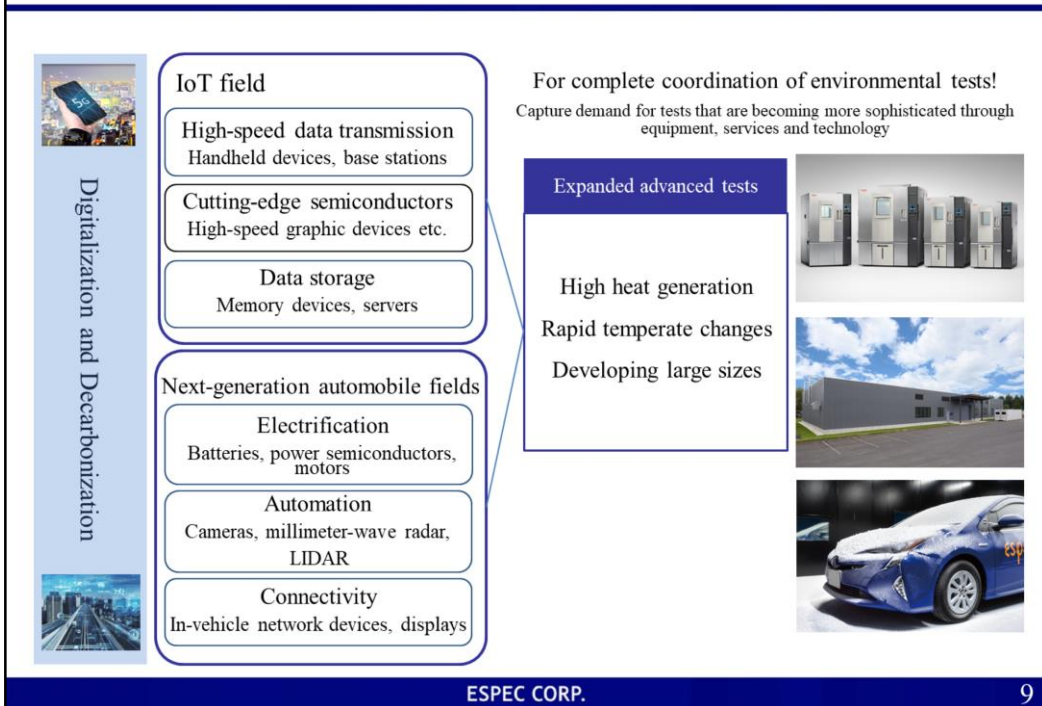 Digitalization and Decarbonization
5G
IoT field
High-speed data transmission
Handheld devices, base stations
Cutting-edge semiconductors
High-speed graphic devices etc.
Data storage
Memory devices, servers
Next-generation automobile fields
Electrification
Batteries, power semiconductors,
motors
Automation
Cameras, millimeter-wave radar,
LIDAR
Connectivity
In-vehicle network devices, displays
For complete coordination of environmental tests!
Capture demand for tests that are becoming more sophisticated through
equipment, services and technology
Expanded advanced tests
High heat generation
Rapid temperate changes
Developing large sizes
esp
ESPEC CORP.
9